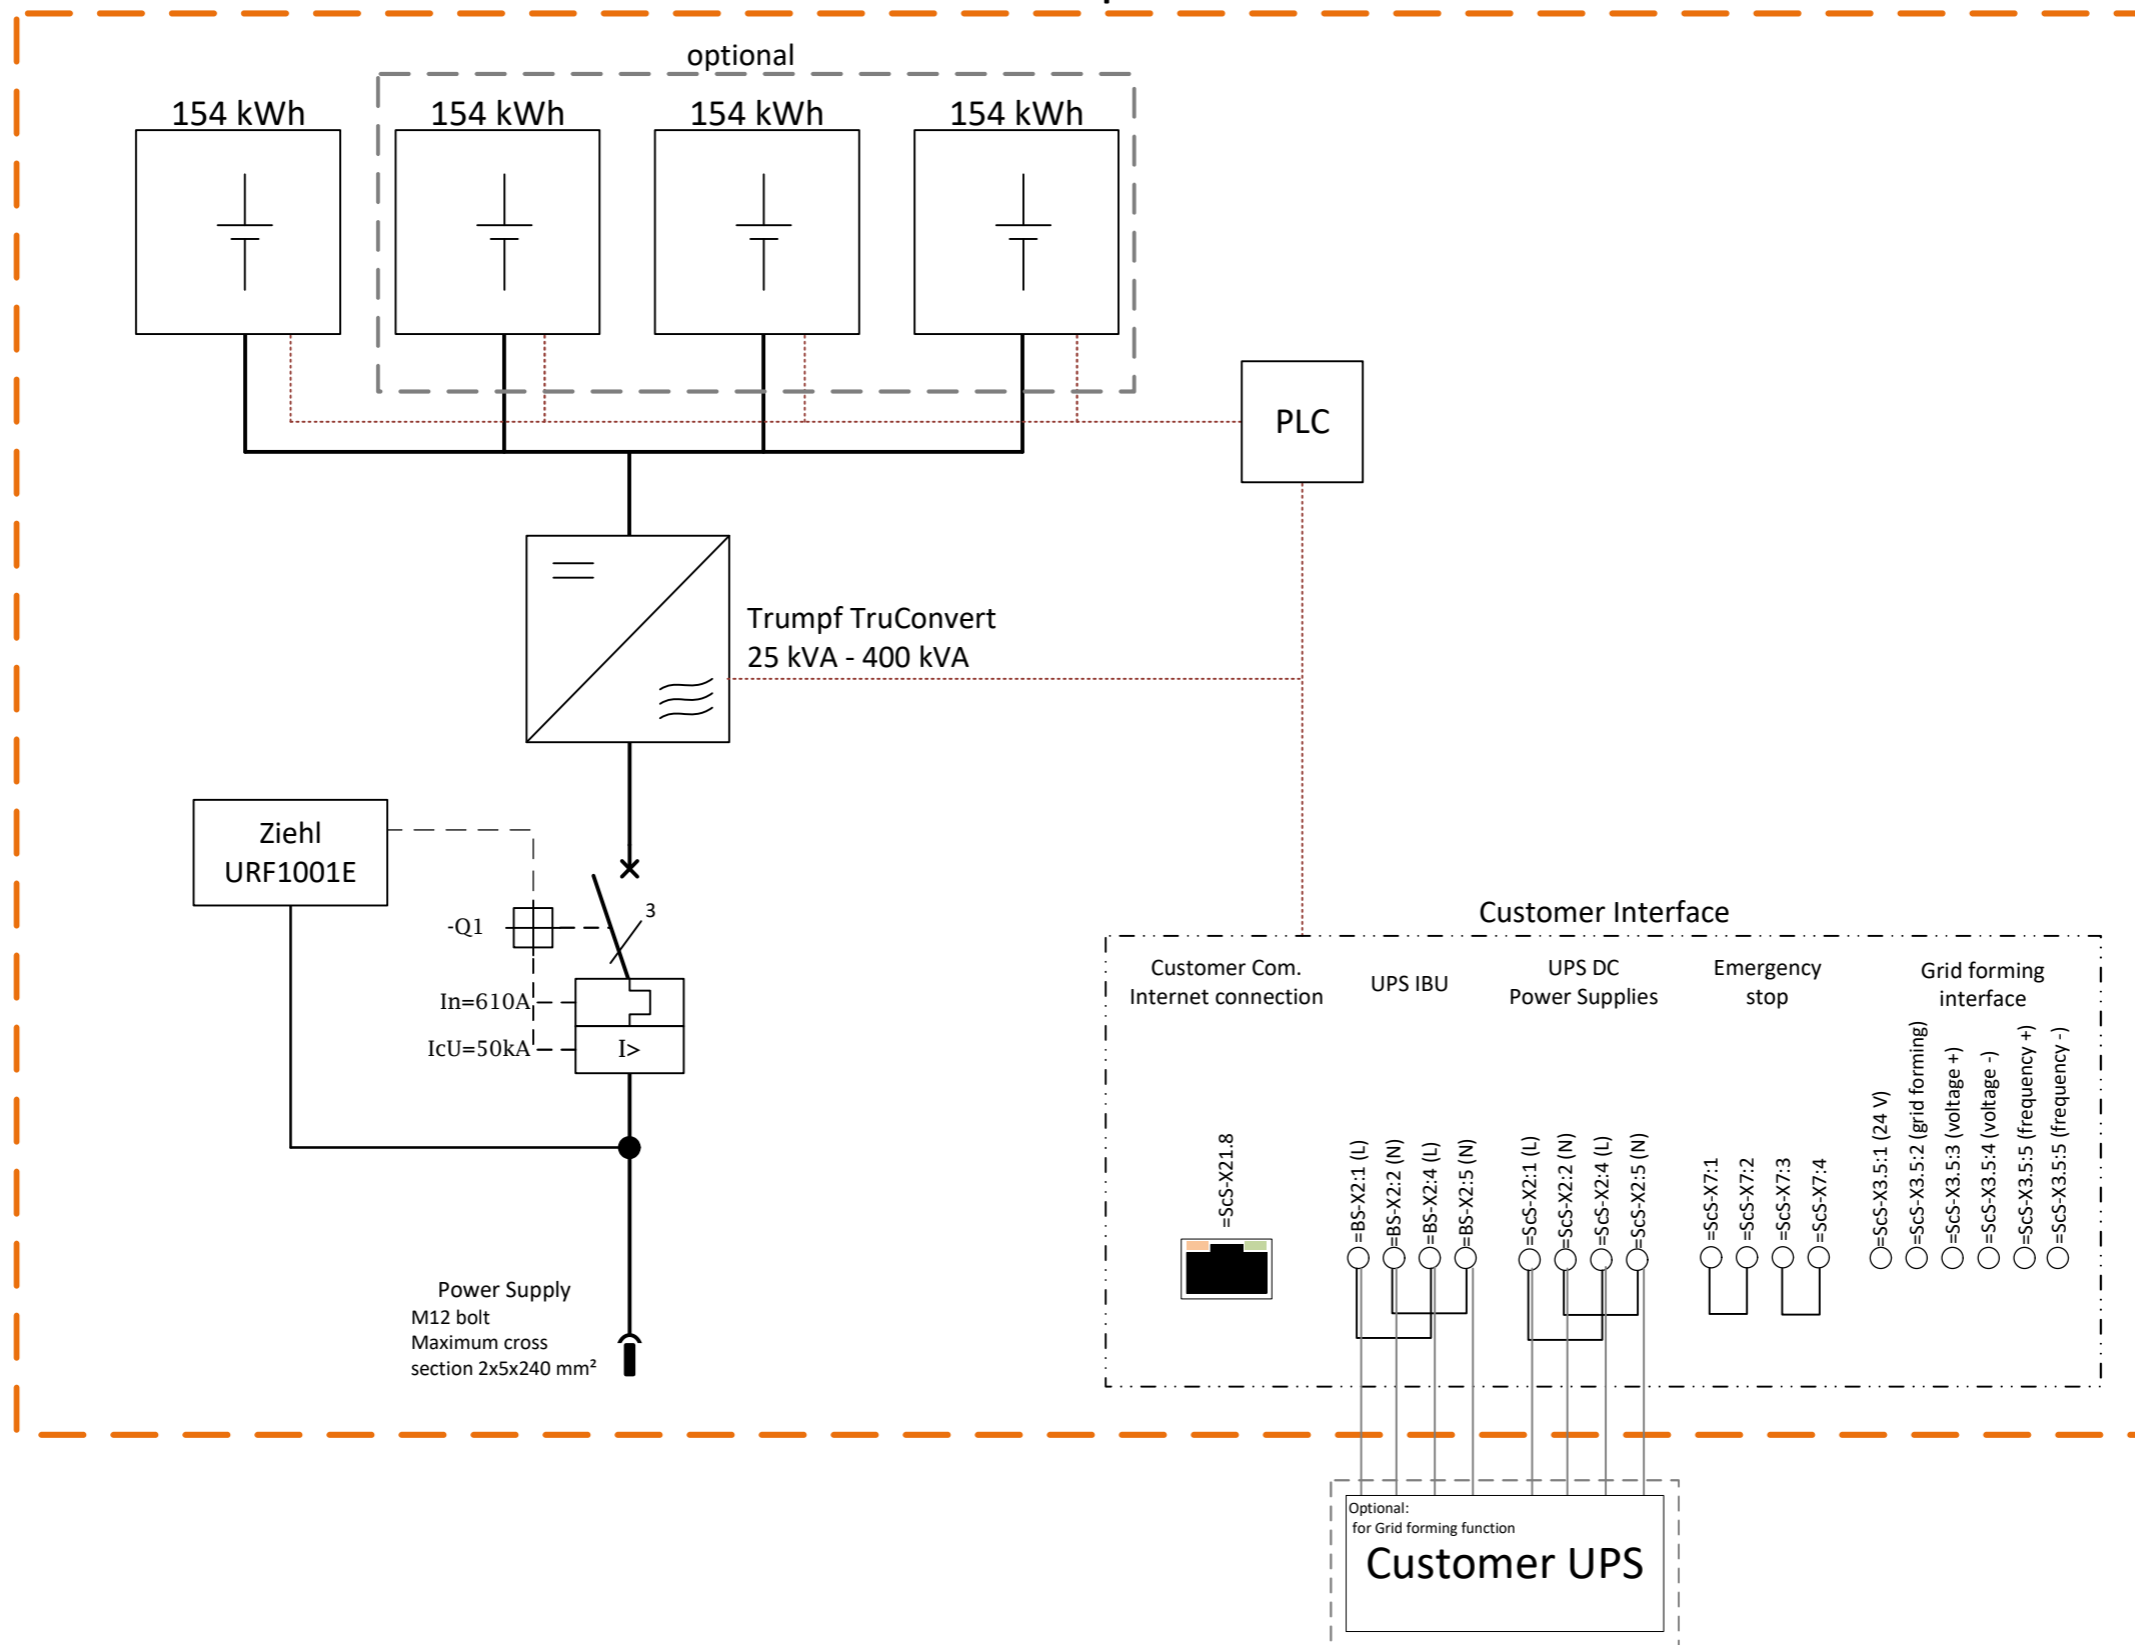 optional
154 kWh
154 kWh
154 kWh
154 kWh
PLC
Trumpf TruConvert
25 kVA - 400 kVA
Ziehl
URF1001E
-Q1
3
In=610A
IcU=50kA
I>
Power Supply
M12 bolt
Maximum cross
section 2x5x240 mm²
Customer Interface
Customer Com.
Internet connection
UPS IBU
UPS DC
Power Supplies
Emergency
stop
Grid forming
interface
=ScS-X21.8
=BS-X2:1 (L)
=BS-X2:2 (N)
=BS-X2:4 (L)
=BS-X2:5 (N)
=ScS-X2:1 (L)
=ScS-X2:2 (N)
=ScS-X2:4 (L)
=ScS-X2:5 (N)
=ScS-X7:1
=ScS-X7:2
=ScS-X7:3
=ScS-X7:4
=ScS-X3.5:1 (24 V)
=ScS-X3.5:2 (grid forming)
=ScS-X3.5:3 (voltage +)
=ScS-X3.5:4 (voltage -)
=ScS-X3.5:5 (frequency +)
=ScS-X3.5:5 (frequency -)
Optional:
for Grid forming function
Customer UPS